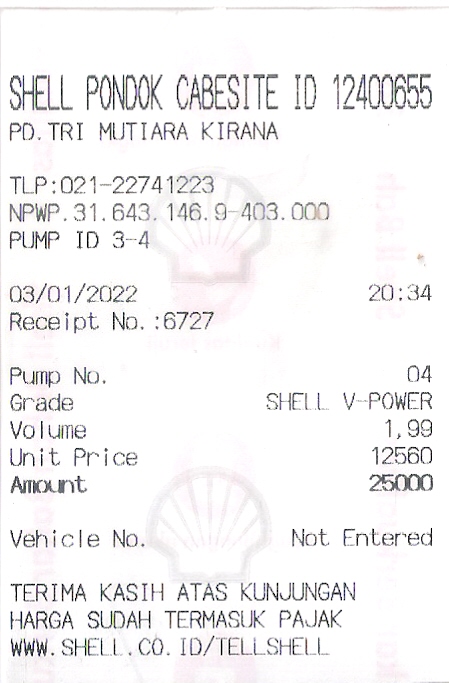 SHELL PONDOK CABESITE ID 12400655
PD.TRI MUTIARA KIRANA
TLP:021-22741223
NPWP.31.643.146.9-403.000
PUMP ID 3-4
03/01/2022 20:34
Receipt No.:6727
Pump No. 04
Grade SHELL V-POWER
Volume 1,99
Unit Price 12560
Amount 25000
Vehicle No. Not Entered
TERIMA KASIH ATAS KUNJUNGAN
HARGA SUDAH TERMASUK PAJAK
WWW.SHELL.CO.ID/TELLSHELL